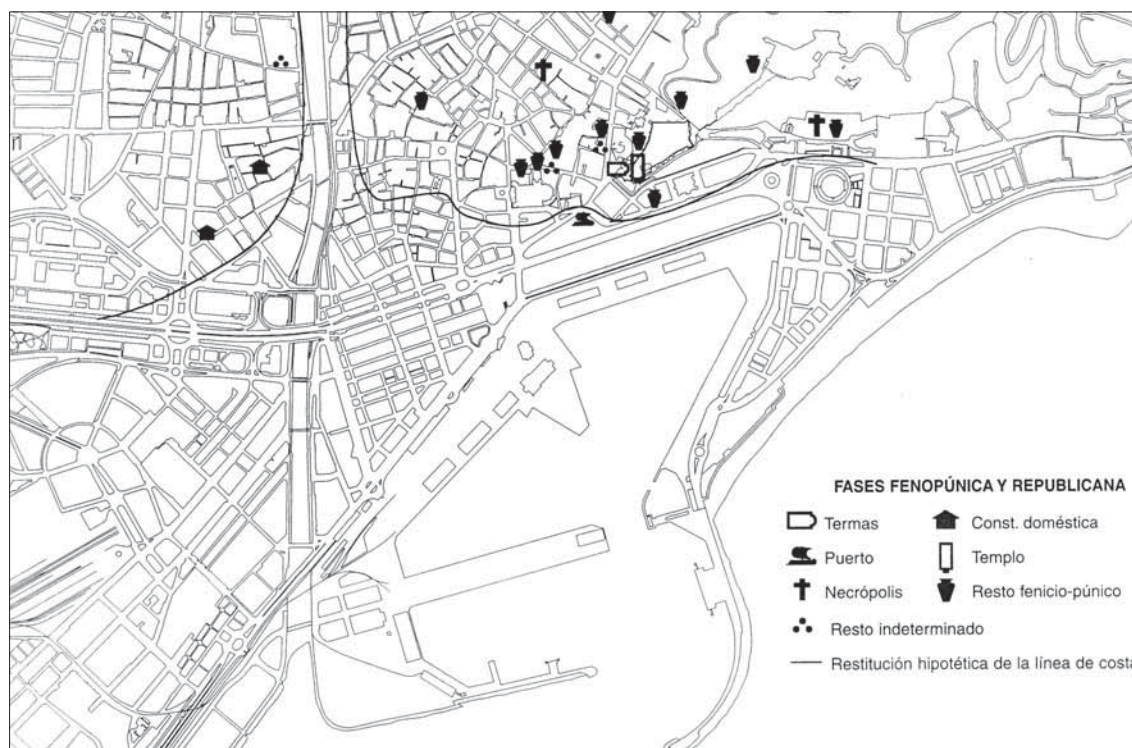 FASES FENOPÚNICA Y REPUBLICANA
Termas
Const. doméstica
Puerto
Templo
Necrópolis
Resto fenicio-púnico
Resto indeterminado
Restitución hipotética de la línea de costa